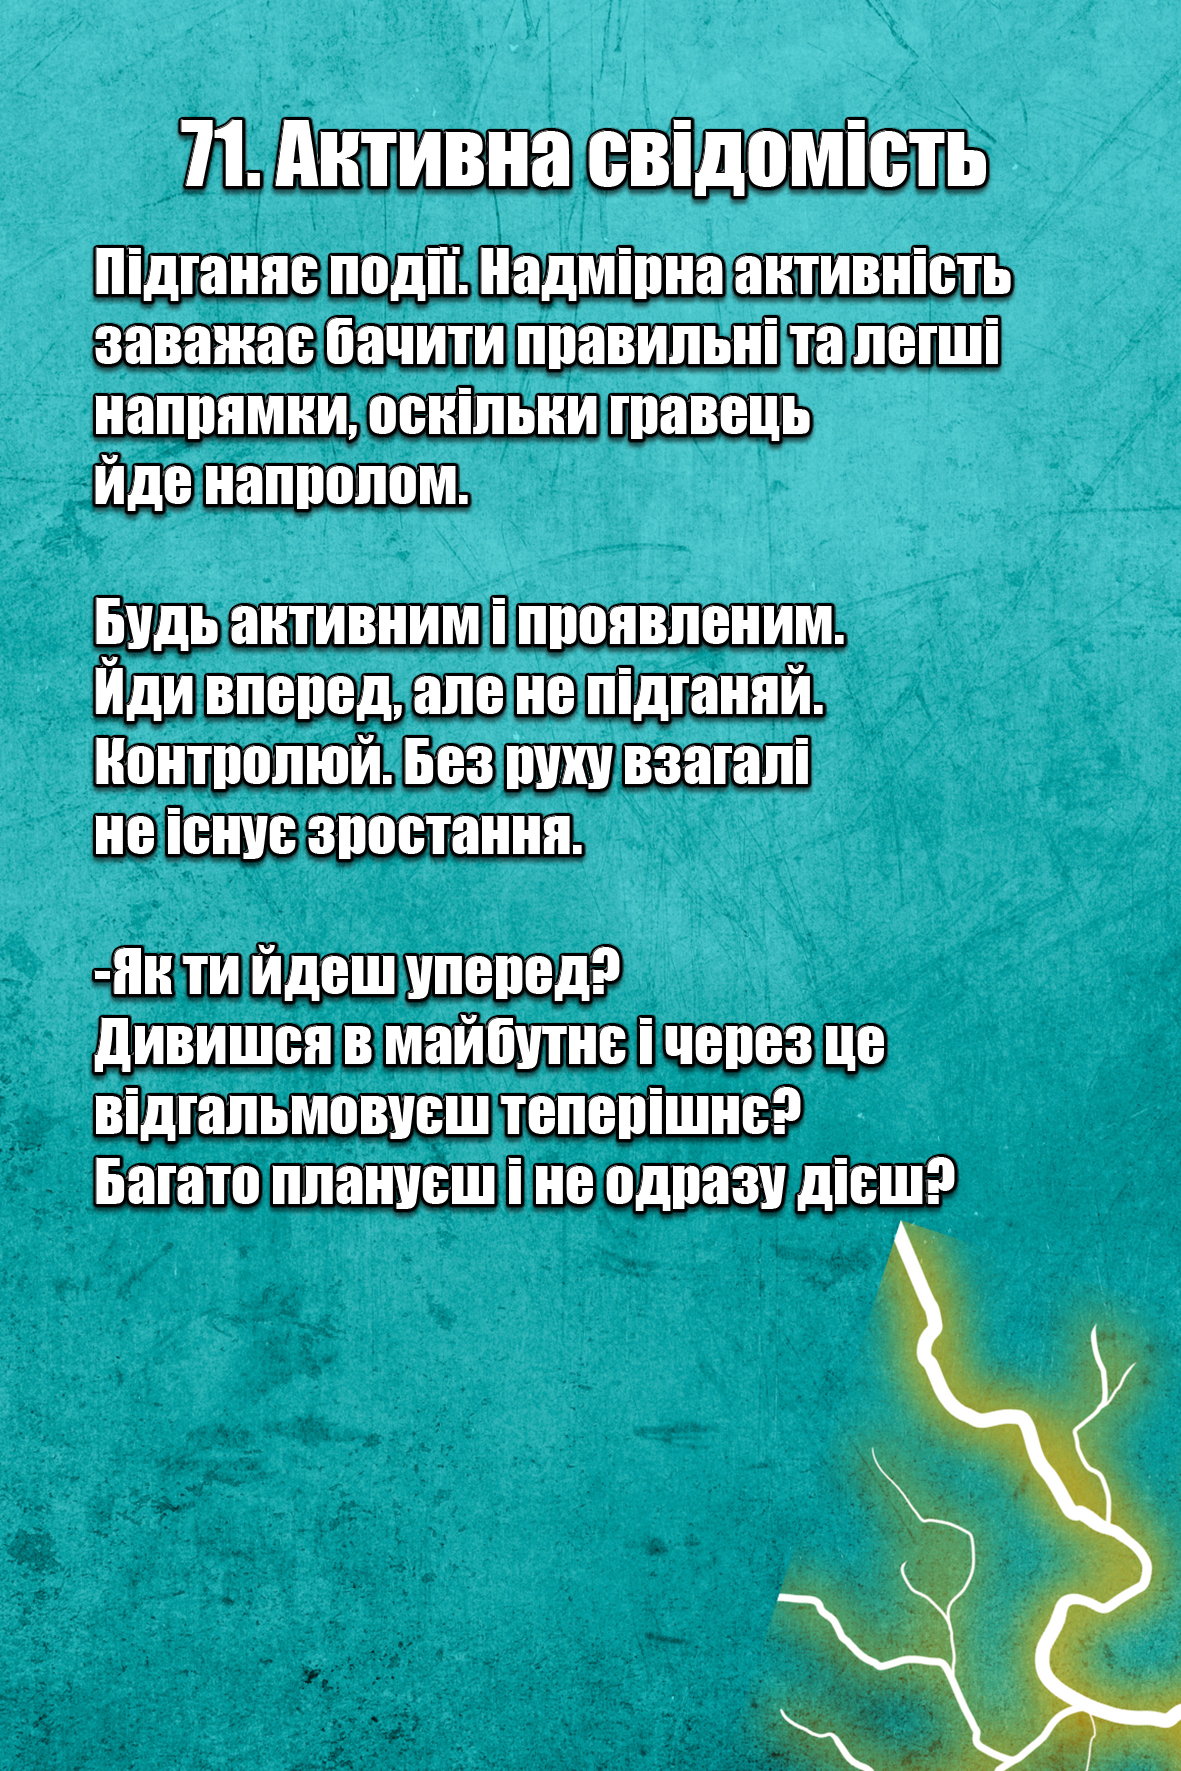 71. Активна свідомість
Підганяє події. Надмірна активність
заважає бачити правильні та легші
напрямки, оскільки гравець
йде напролом.
Будь активним і проявленим.
Йди вперед, але не підганяй.
Контролюй. Без руху взагалі
не існує зростання.
-Як ти йдеш уперед?
Дивишся в майбутнє і через це
відгальмовуєш теперішнє?
Багато плануєш і не одразу дієш?